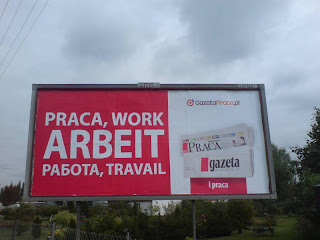 PRACA, WORK
ARBEIT
РАБОТА, TRAVAIL
GazetaPraca.pl
PRACA
gazeta
i praca